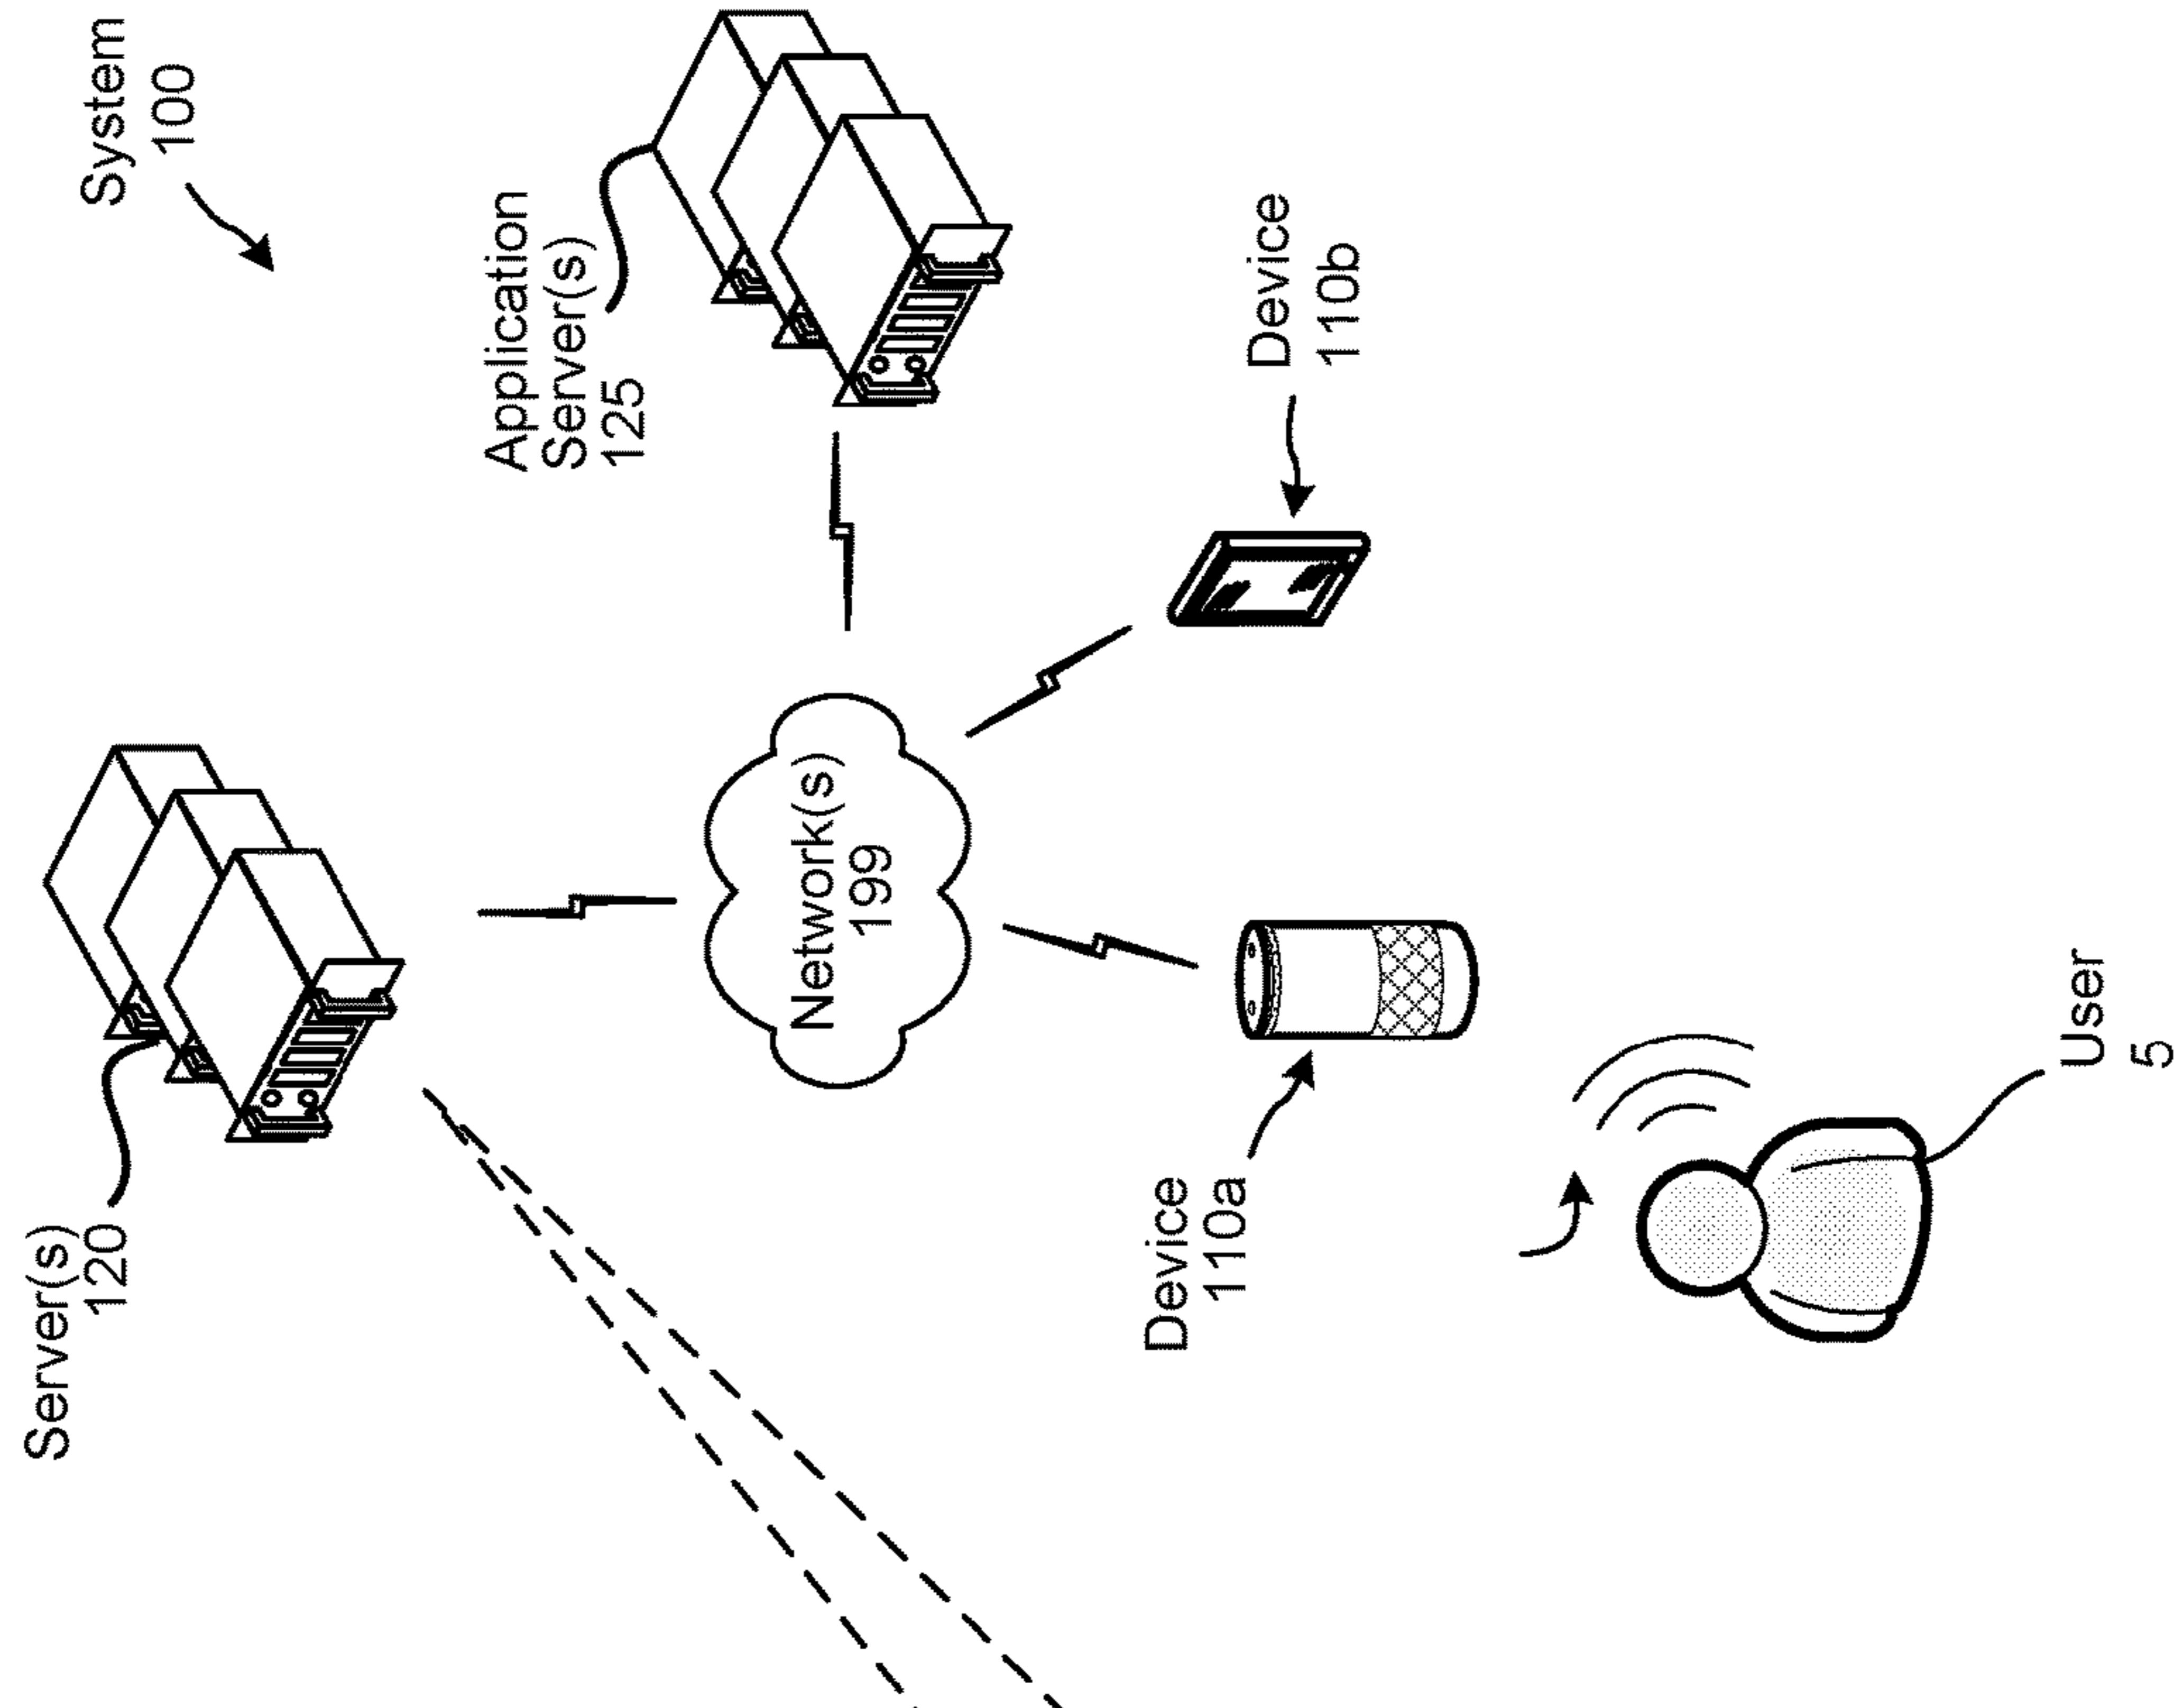 System
100
Server(s)
120
Application
Server(s)
125
Network(s)
199
Device
110a
Device
110b
User
5